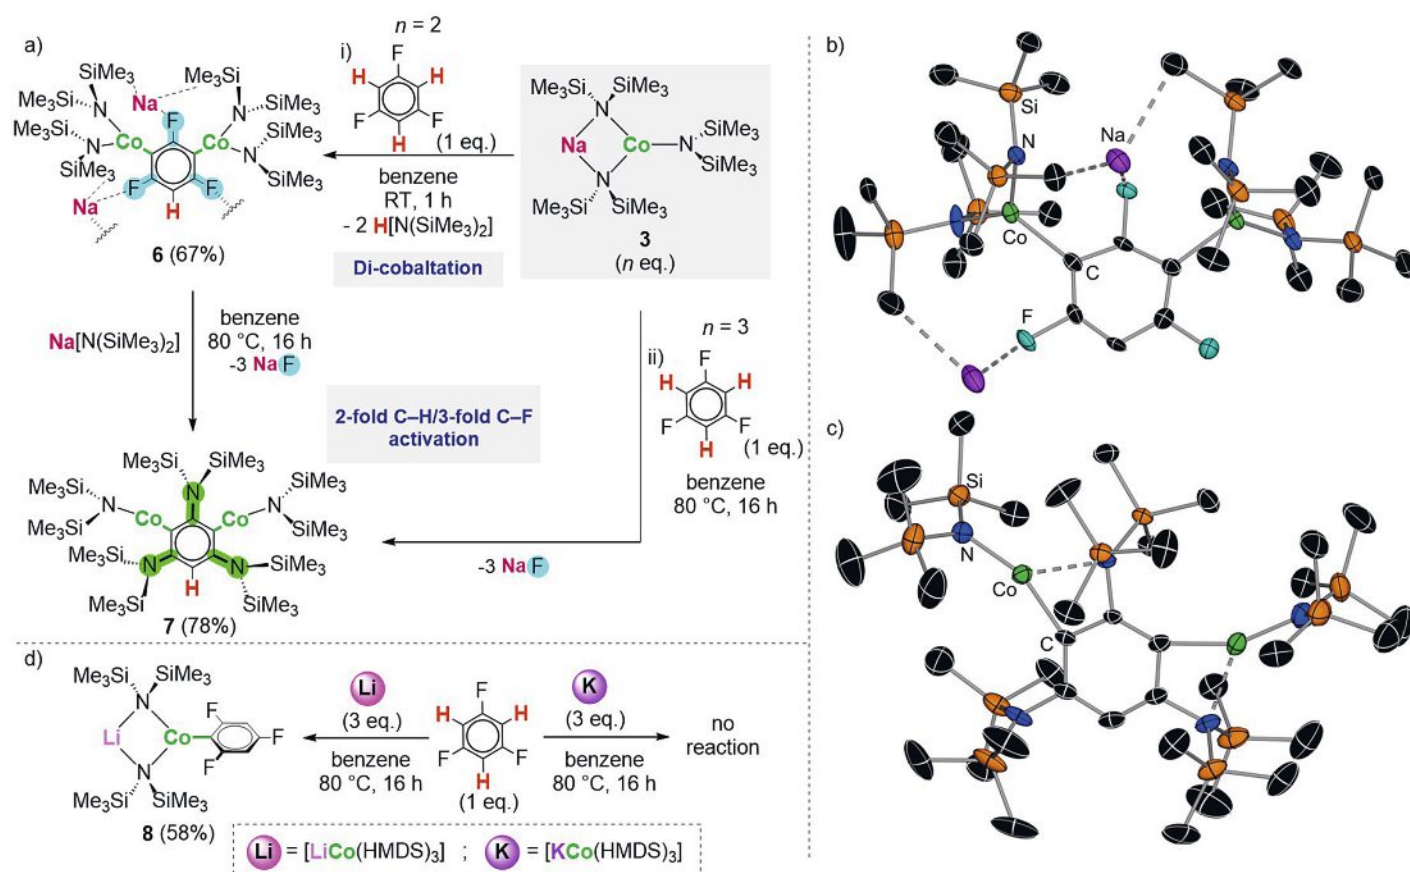 a)
n = 2
i)
F
H
H
F
F
H
(1 eq.)
benzene
RT, 1 h
- 2 H[N(SiMe₃)₂]
Di-cobaltation
SiMe₃
Me₃Si
SiMe₃
N
Na
Co
N
SiMe₃
SiMe₃
N
Me₃Si
SiMe₃
3
(n eq.)
SiMe₃
Me₃Si
SiMe₃
Me₃Si
N
Na
F
N
SiMe₃
Me₃Si
N
Co
Co
SiMe₃
SiMe₃
N
SiMe₃
F
F
Na
H
6 (67%)
Na[N(SiMe₃)₂]
benzene
80 °C, 16 h
-3 NaF
2-fold C–H/3-fold C–F
activation
n = 3
ii)
F
H
H
F
F
H
(1 eq.)
benzene
80 °C, 16 h
-3 NaF
Me₃Si
SiMe₃
Me₃Si
N
SiMe₃
N
Co
Co
N
Me₃Si
SiMe₃
Me₃Si
N
N
SiMe₃
H
Me₃Si
SiMe₃
7 (78%)
b)
Si
N
Na
Co
C
F
c)
Si
N
Co
C
d)
SiMe₃
Me₃Si
N
F
Li
Co
F
N
F
Me₃Si
SiMe₃
8 (58%)
Li
(3 eq.)
benzene
80 °C, 16 h
F
H
H
F
F
H
(1 eq.)
K
(3 eq.)
benzene
80 °C, 16 h
no
reaction
Li = [LiCo(HMDS)₃] ; K = [KCo(HMDS)₃]